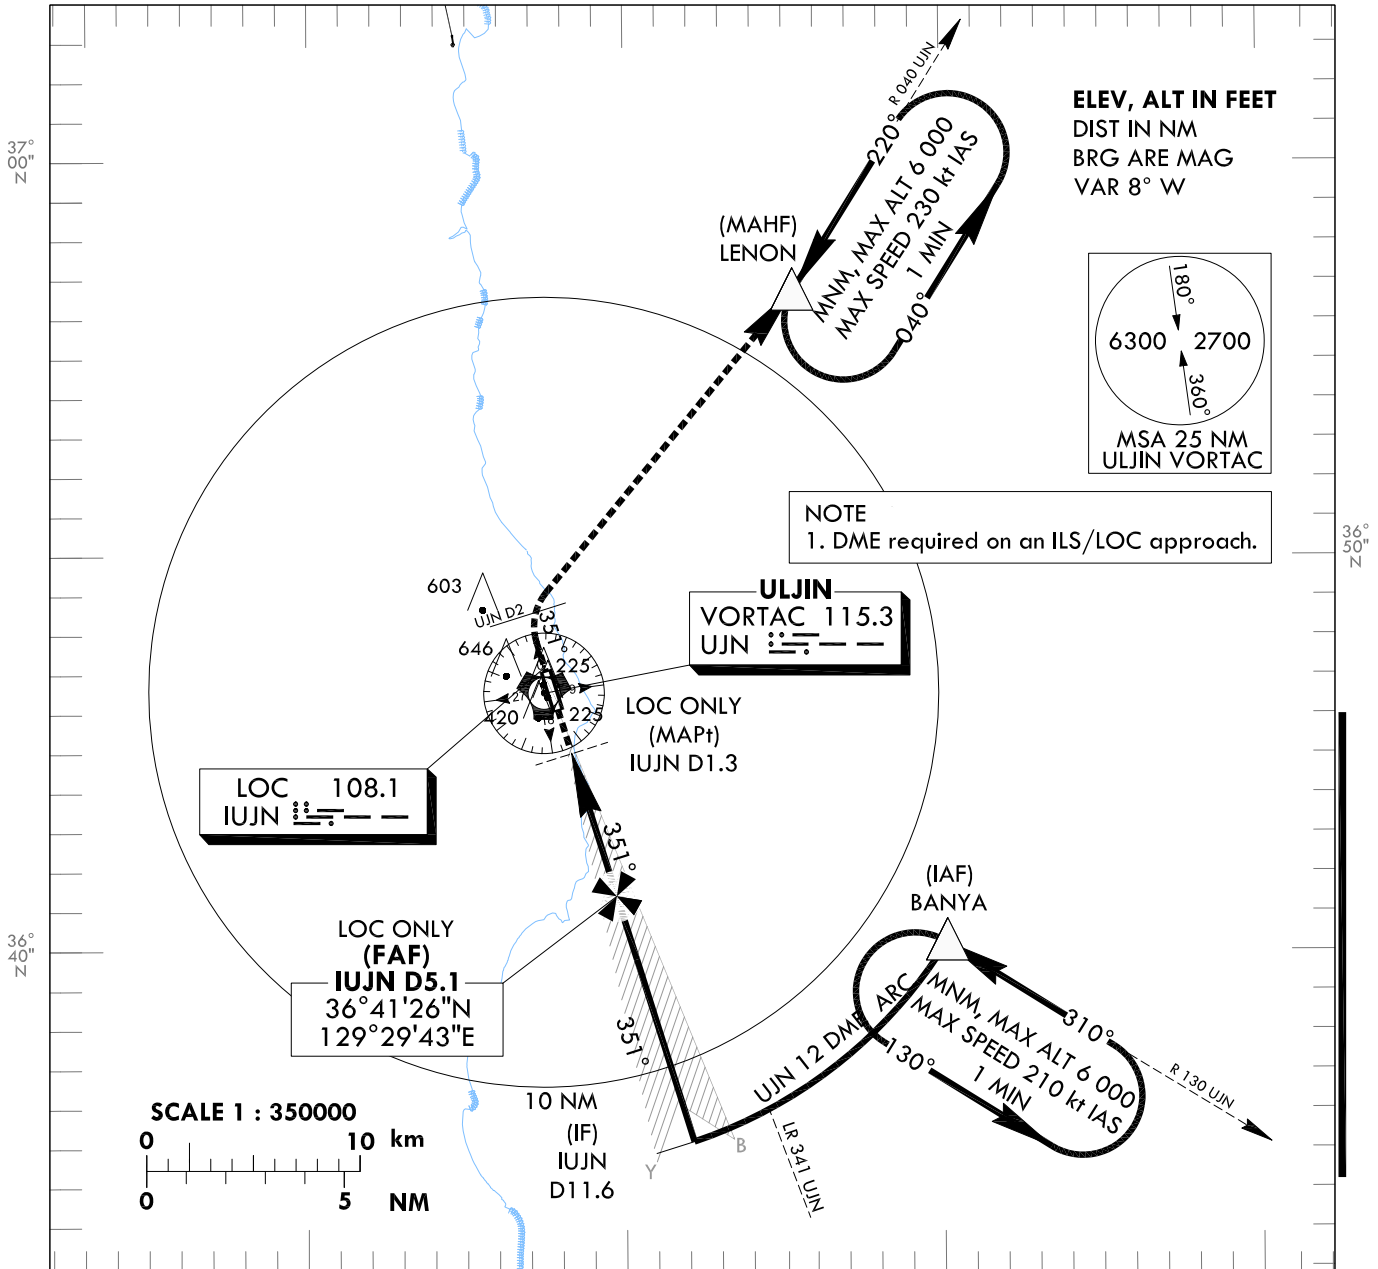 R 040 UJN
ELEV, ALT IN FEET
DIST IN NM
BRG ARE MAG
VAR 8° W
37°
00"
N
220°
MNM, MAX ALT 6 000
MAX SPEED 230 kt IAS
1 MIN
040°
(MAHF)
LENON
180°
6300
2700
360°
MSA 25 NM
ULJIN VORTAC
NOTE
1. DME required on an ILS/LOC approach.
36°
50"
N
603
UJN D2
351°
646
225
420
225
27
9
18
ULJIN
VORTAC 115.3
UJN
LOC ONLY
(MAPt)
IUJN D1.3
LOC 108.1
IUJN
351°
(IAF)
BANYA
LOC ONLY
(FAF)
IUJN D5.1
36°41'26"N
129°29'43"E
36°
40"
N
351°
UJN 12 DME ARC
MNM, MAX ALT 6 000
MAX SPEED 210 kt IAS
1 MIN
310°
130°
R 130 UJN
10 NM
(IF)
IUJN
D11.6
Y
B
LR 341 UJN
SCALE 1 : 350000
0 10 km
0 5 NM